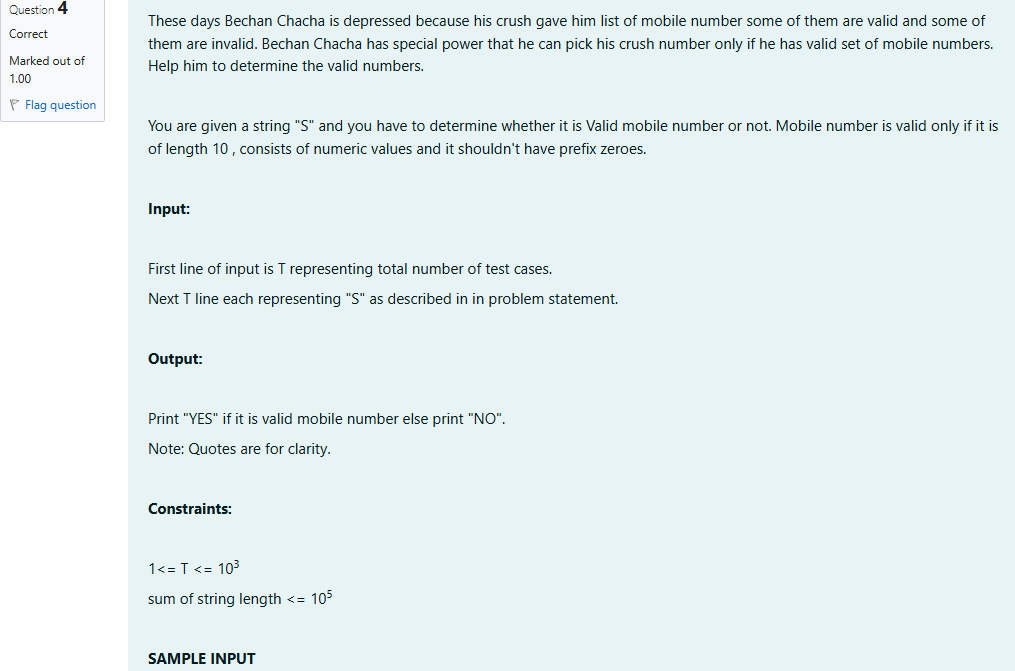 Question 4
Correct
Marked out of
1.00
Flag question
These days Bechan Chacha is depressed because his crush gave him list of mobile number some of them are valid and some of
them are invalid. Bechan Chacha has special power that he can pick his crush number only if he has valid set of mobile numbers.
Help him to determine the valid numbers.
You are given a string "S" and you have to determine whether it is Valid mobile number or not. Mobile number is valid only if it is
of length 10 , consists of numeric values and it shouldn't have prefix zeroes.
Input:
First line of input is T representing total number of test cases.
Next T line each representing "S" as described in in problem statement.
Output:
Print "YES" if it is valid mobile number else print "NO".
Note: Quotes are for clarity.
Constraints:
1<= T <= 10³
sum of string length <= 10⁵
SAMPLE INPUT